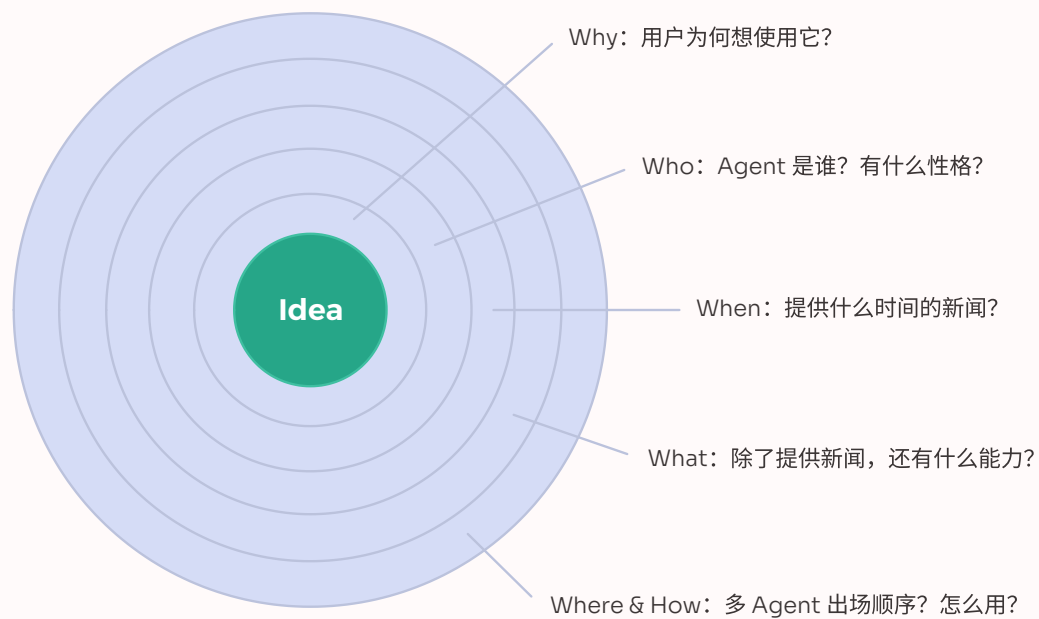 Why：用户为何想使用它？
Who：Agent 是谁？有什么性格？
Idea
When：提供什么时间的新闻？
What：除了提供新闻，还有什么能力？
Where & How：多 Agent 出场顺序？怎么用？